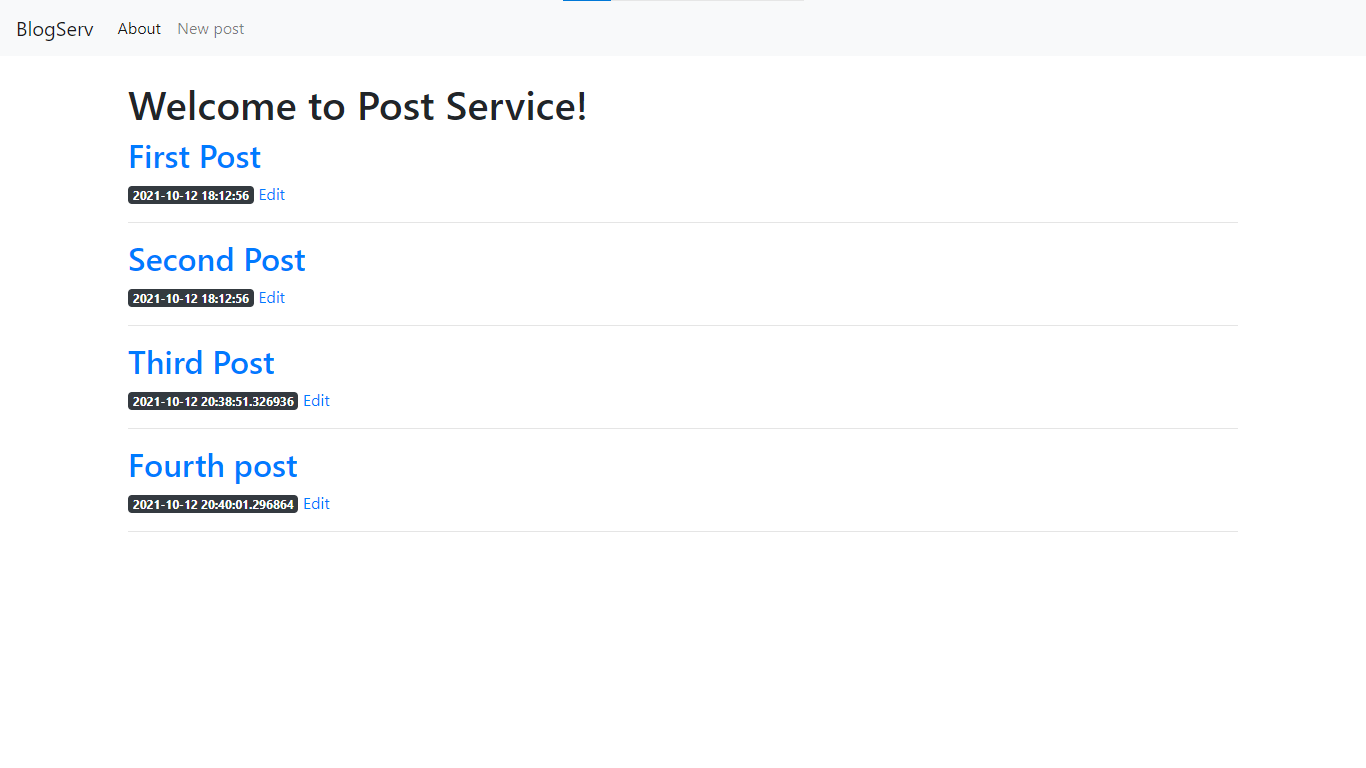 BlogServ About New post
Welcome to Post Service!
First Post
2021-10-12 18:12:56 Edit
Second Post
2021-10-12 18:12:56 Edit
Third Post
2021-10-12 20:38:51.326936 Edit
Fourth post
2021-10-12 20:40:01.296864 Edit